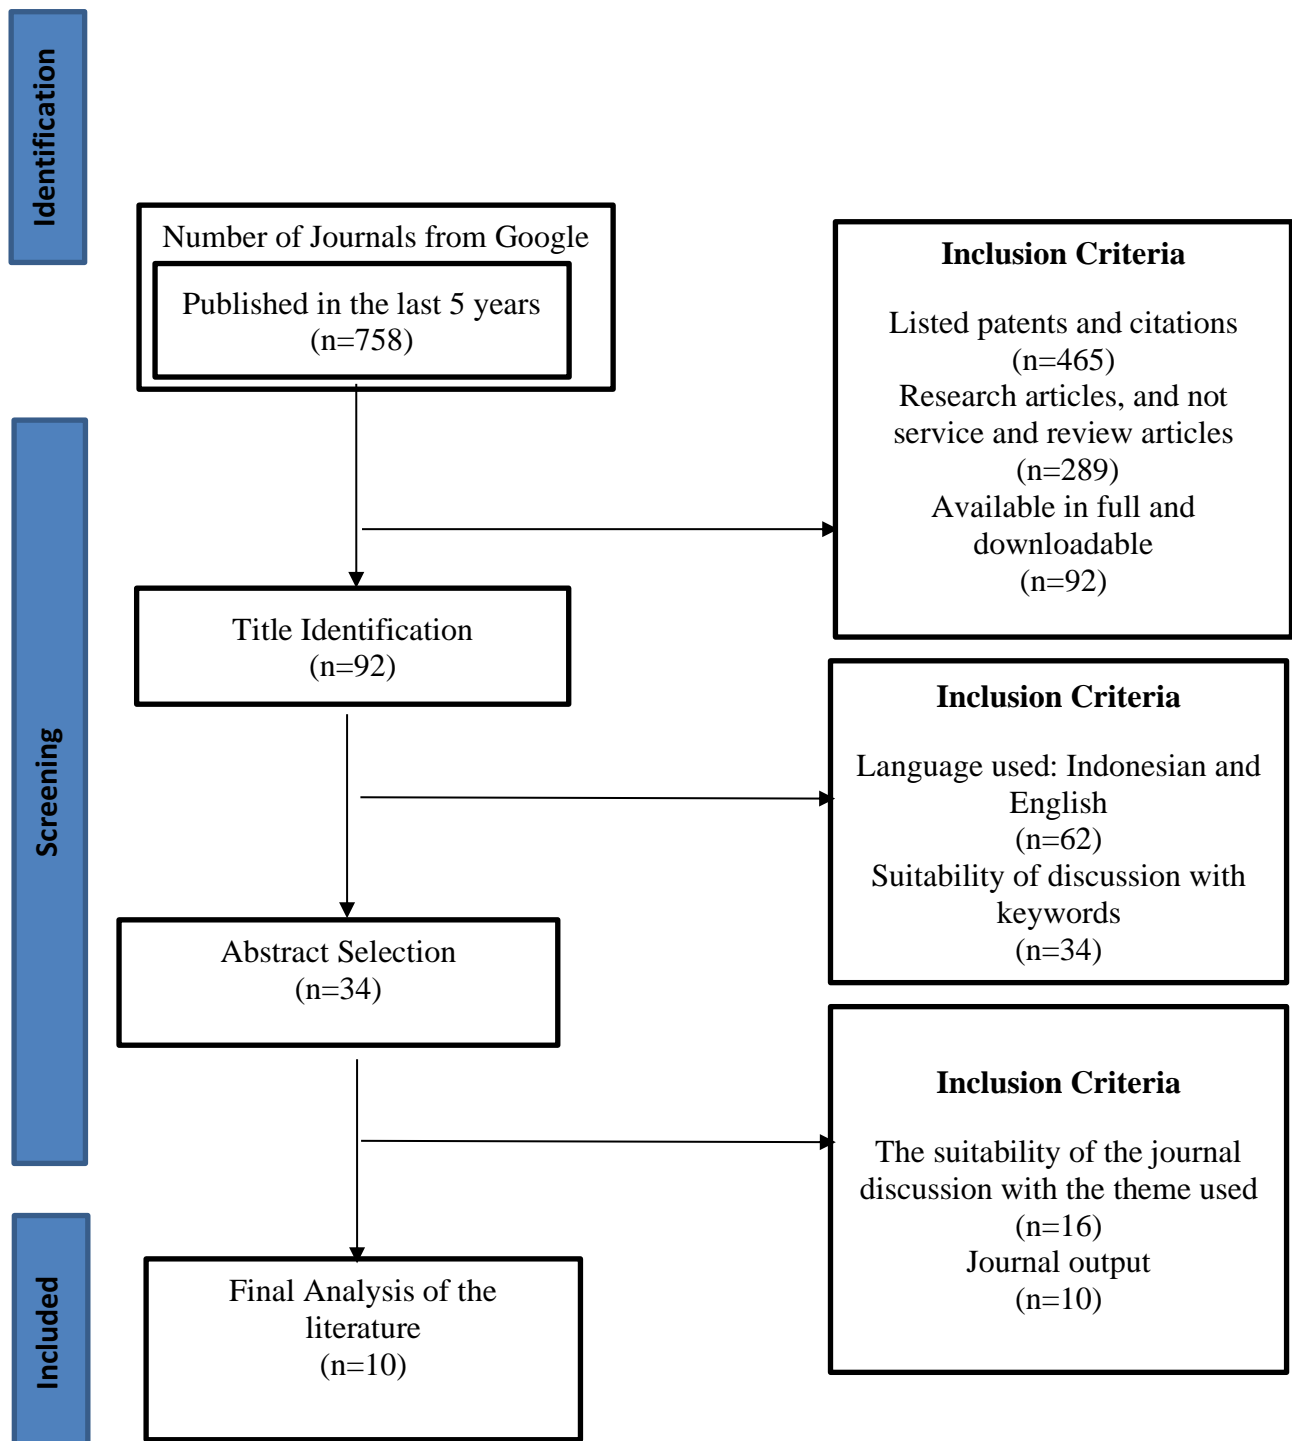 Identification
Number of Journals from Google
Published in the last 5 years
(n=758)
Inclusion Criteria
Listed patents and citations
(n=465)
Research articles, and not
service and review articles
(n=289)
Available in full and
downloadable
(n=92)
Screening
Title Identification
(n=92)
Inclusion Criteria
Language used: Indonesian and
English
(n=62)
Suitability of discussion with
keywords
(n=34)
Abstract Selection
(n=34)
Inclusion Criteria
The suitability of the journal
discussion with the theme used
(n=16)
Journal output
(n=10)
Included
Final Analysis of the
literature
(n=10)